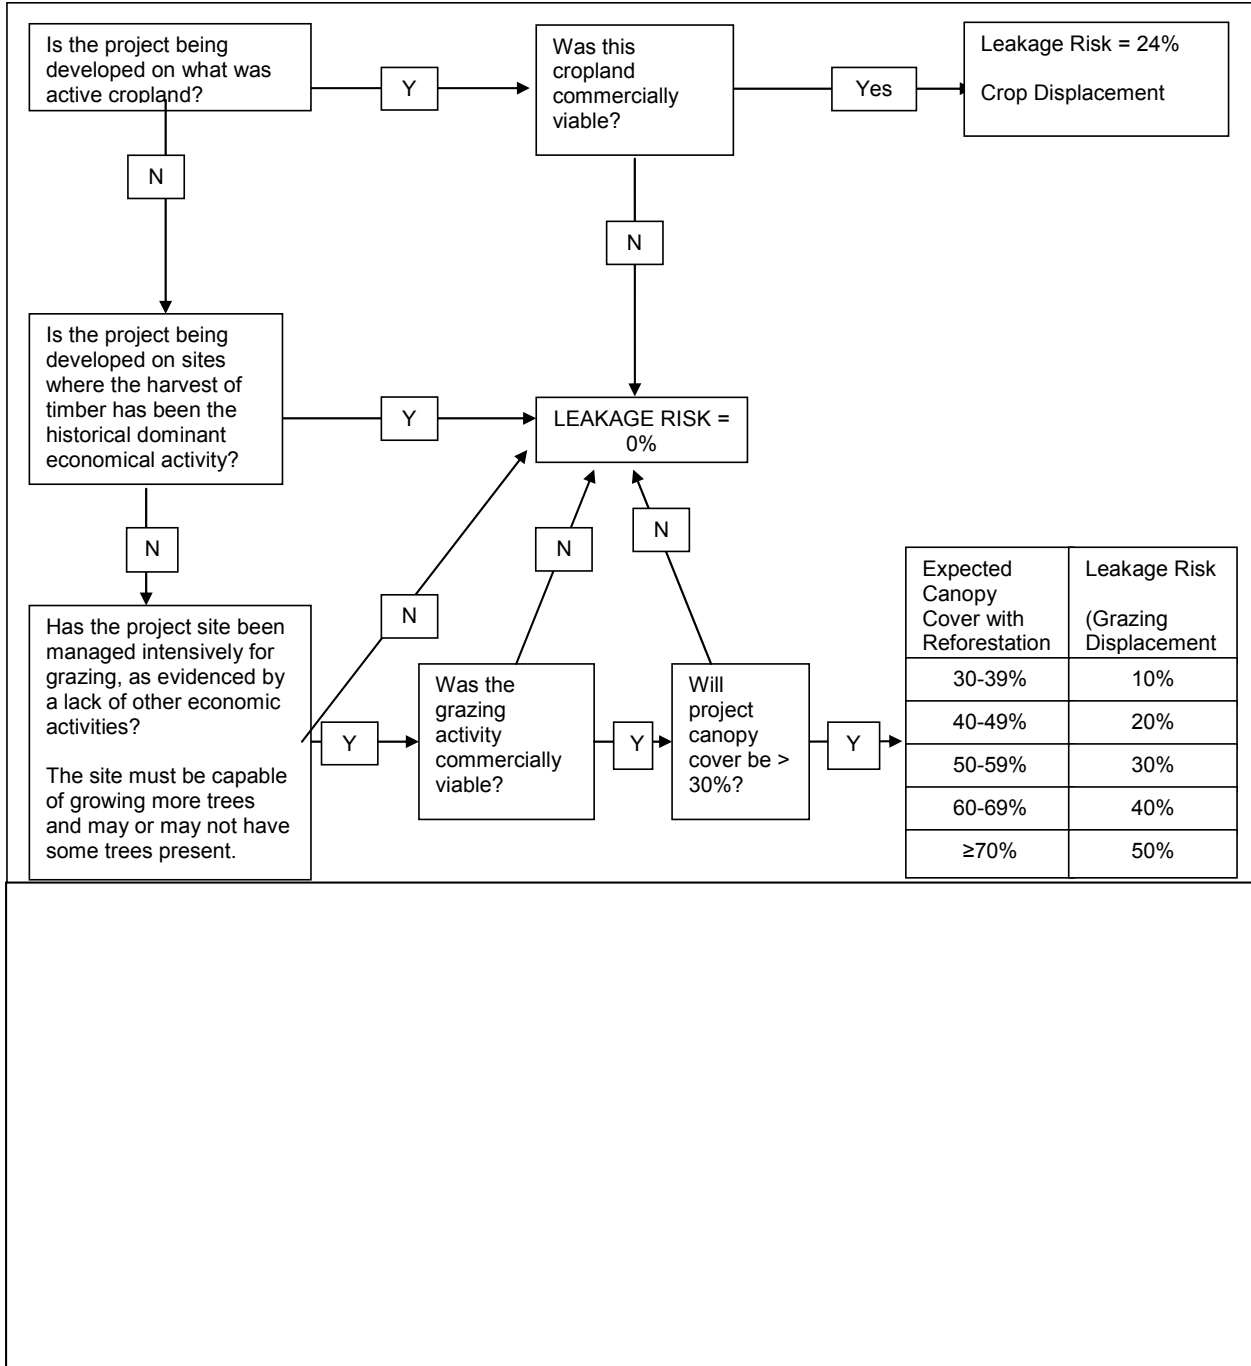 Is the project being
developed on what was
active cropland?
Y
Was this
cropland
commercially
viable?
Yes
Leakage Risk = 24%
Crop Displacement
N
N
Is the project being
developed on sites
where the harvest of
timber has been the
historical dominant
economical activity?
Y
LEAKAGE RISK =
0%
N
N
N
N
Has the project site been
managed intensively for
grazing, as evidenced by
a lack of other economic
activities?
The site must be capable
of growing more trees
and may or may not have
some trees present.
Y
Was the
grazing
activity
commercially
viable?
Y
Will
project
canopy
cover be >
30%?
Y
Expected
Canopy
Cover with
Reforestation
Leakage Risk
(Grazing
Displacement
30-39%
10%
40-49%
20%
50-59%
30%
60-69%
40%
≥70%
50%